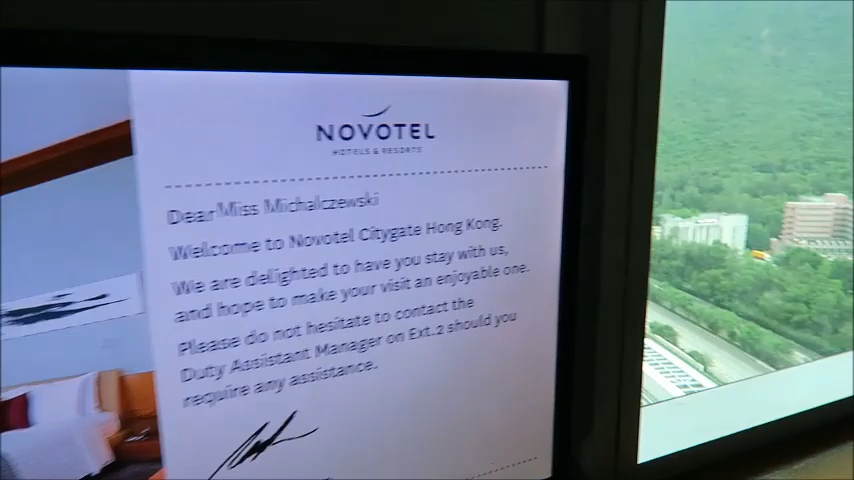 NOVOTEL
HOTELS & RESORTS
Dear Miss Michalczewski
Welcome to Novotel Citygate Hong Kong.
We are delighted to have you stay with us,
and hope to make your visit an enjoyable one.
Please do not hesitate to contact the
Duty Assistant Manager on Ext.2 should you
require any assistance.